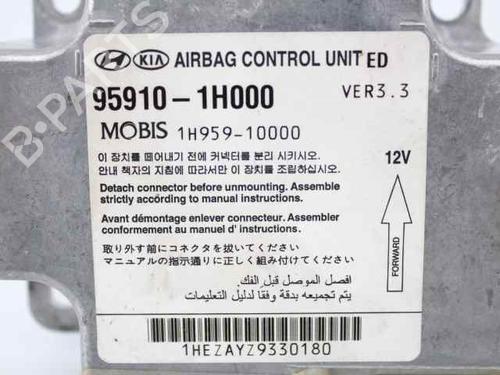 HYUNDAI KIA AIRBAG CONTROL UNIT ED
95910-1H000 VER3.3
MOBIS 1H959-10000
이 장치를 떼어내기 전에 커넥터를 분리 시키시오.
안내 책자의 지침에 따라서만 이 장치를 조립하십시오.
12V
Detach connector before unmounting. Assemble
strictly according to manual instructions.
Avant démontage enlever connecteur. Assembler
conformement au manuel d' instructions.
取り外す前にコネクタを抜いてください
マニュアルの指示通りに正しく組み付けてください
FORWARD
افصل الموصل قبل الفك.
يتم تجميعه بدقة وفقا لدليل التعليمات
1HEZAYZ9330180
B-PARTS